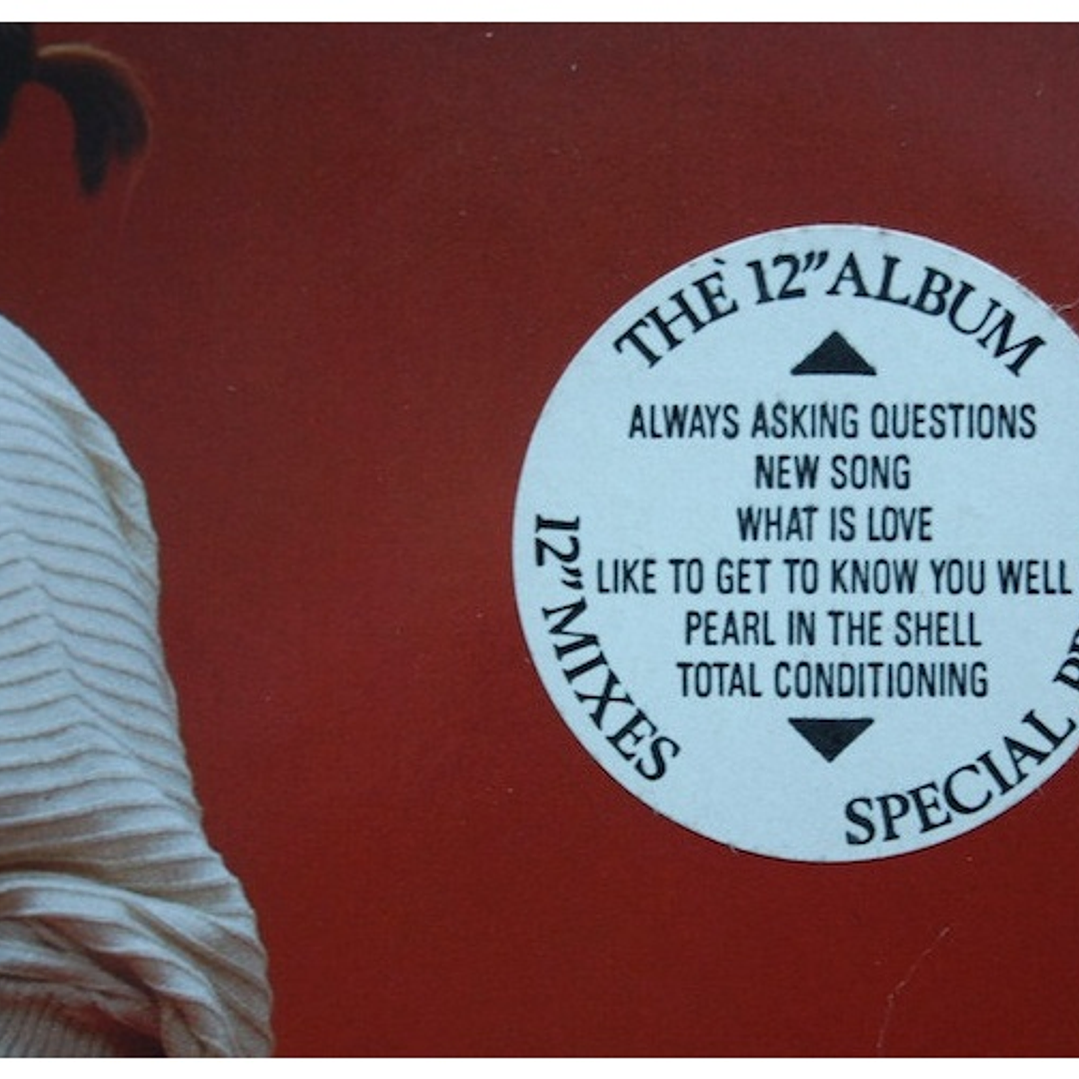 THE 12" ALBUM
ALWAYS ASKING QUESTIONS
NEW SONG
WHAT IS LOVE
LIKE TO GET TO KNOW YOU WELL
PEARL IN THE SHELL
TOTAL CONDITIONING
12" MIXES
SPECIAL